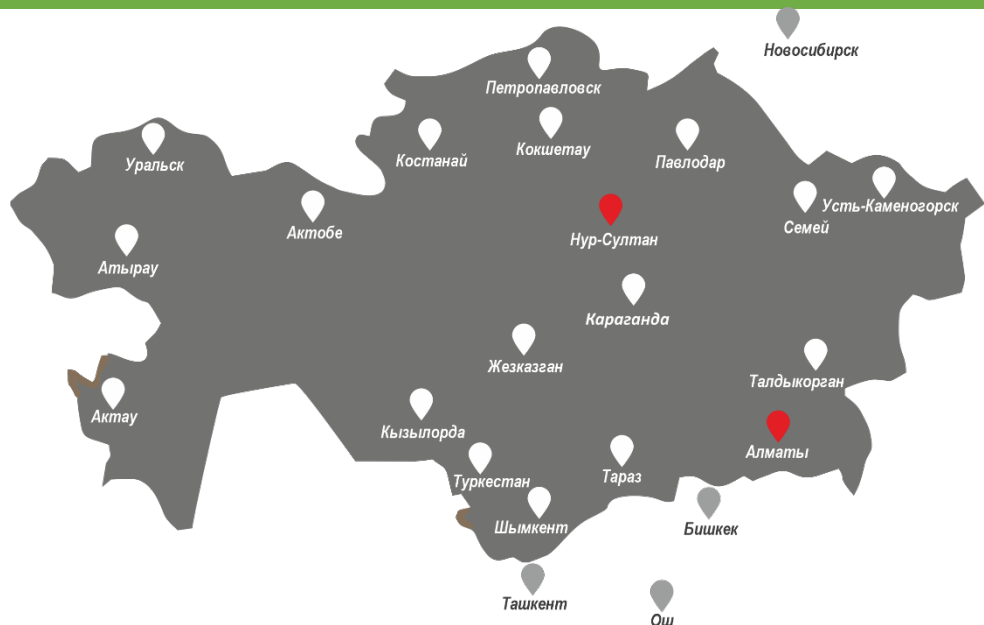 Новосибирск
Петропавловск
Костанай
Кокшетау
Павлодар
Уральск
Усть-Каменогорск
Семей
Актобе
Нур-Султан
Атырау
Караганда
Жезказган
Талдыкорган
Актау
Кызылорда
Алматы
Туркестан
Тараз
Шымкент
Бишкек
Ташкент
Ош